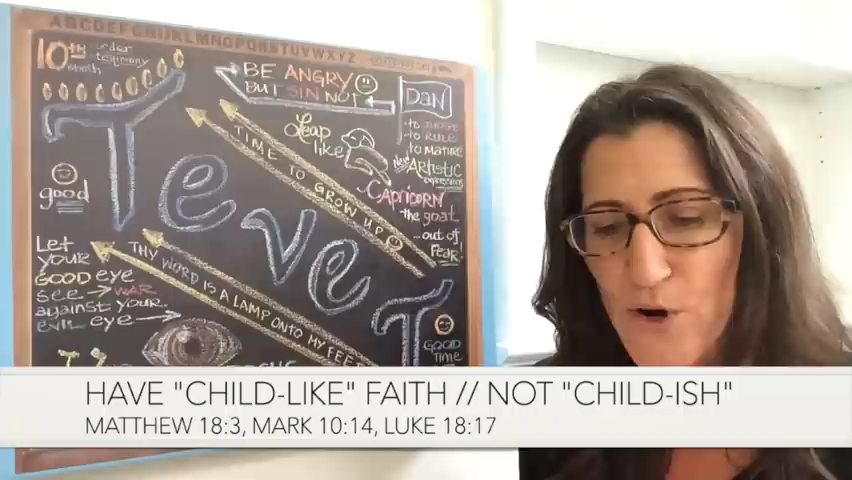 ABCDEFGHIJKLMNOPQRSTUVWXYZ
10TH order
testimony
month
BE ANGRY
BUT SIN NOT
DaN
to RULE
to MATURE
New
ARTiStic
expressions
Leap
like
CAPRICORN
the goat
out of
FeAR!
TIME TO GROW UP
TeVeT
good
Let
your
GOOD eye
see → WAR
against your
evil eye →
THY WORD IS A LAMP ONTO MY FEET
GOOD
TIME
HAVE "CHILD-LIKE" FAITH // NOT "CHILD-ISH"
MATTHEW 18:3, MARK 10:14, LUKE 18:17